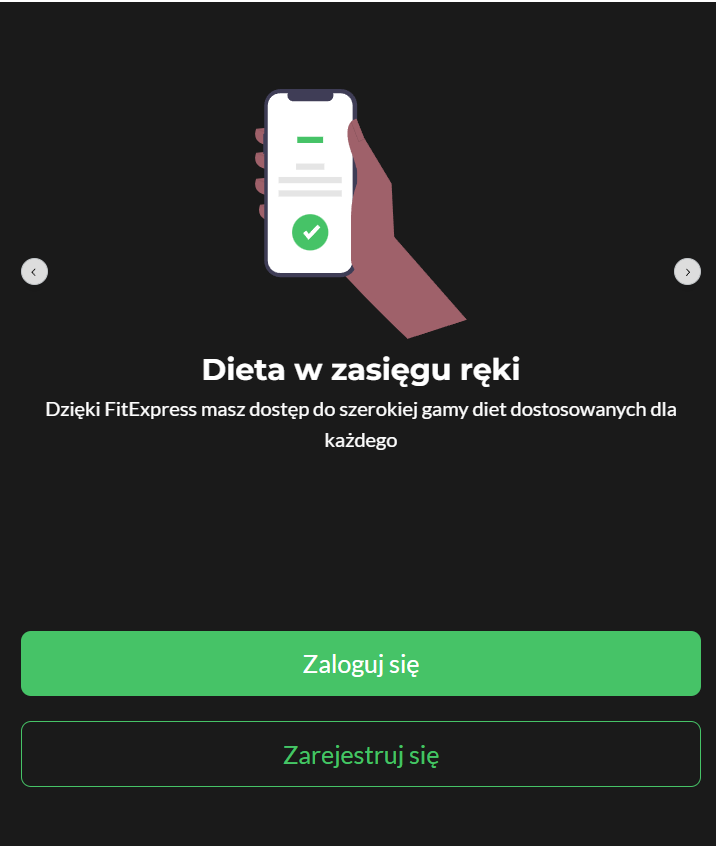 Dieta w zasięgu ręki
Dzięki FitExpress masz dostęp do szerokiej gamy diet dostosowanych dla
każdego
Zaloguj się
Zarejestruj się